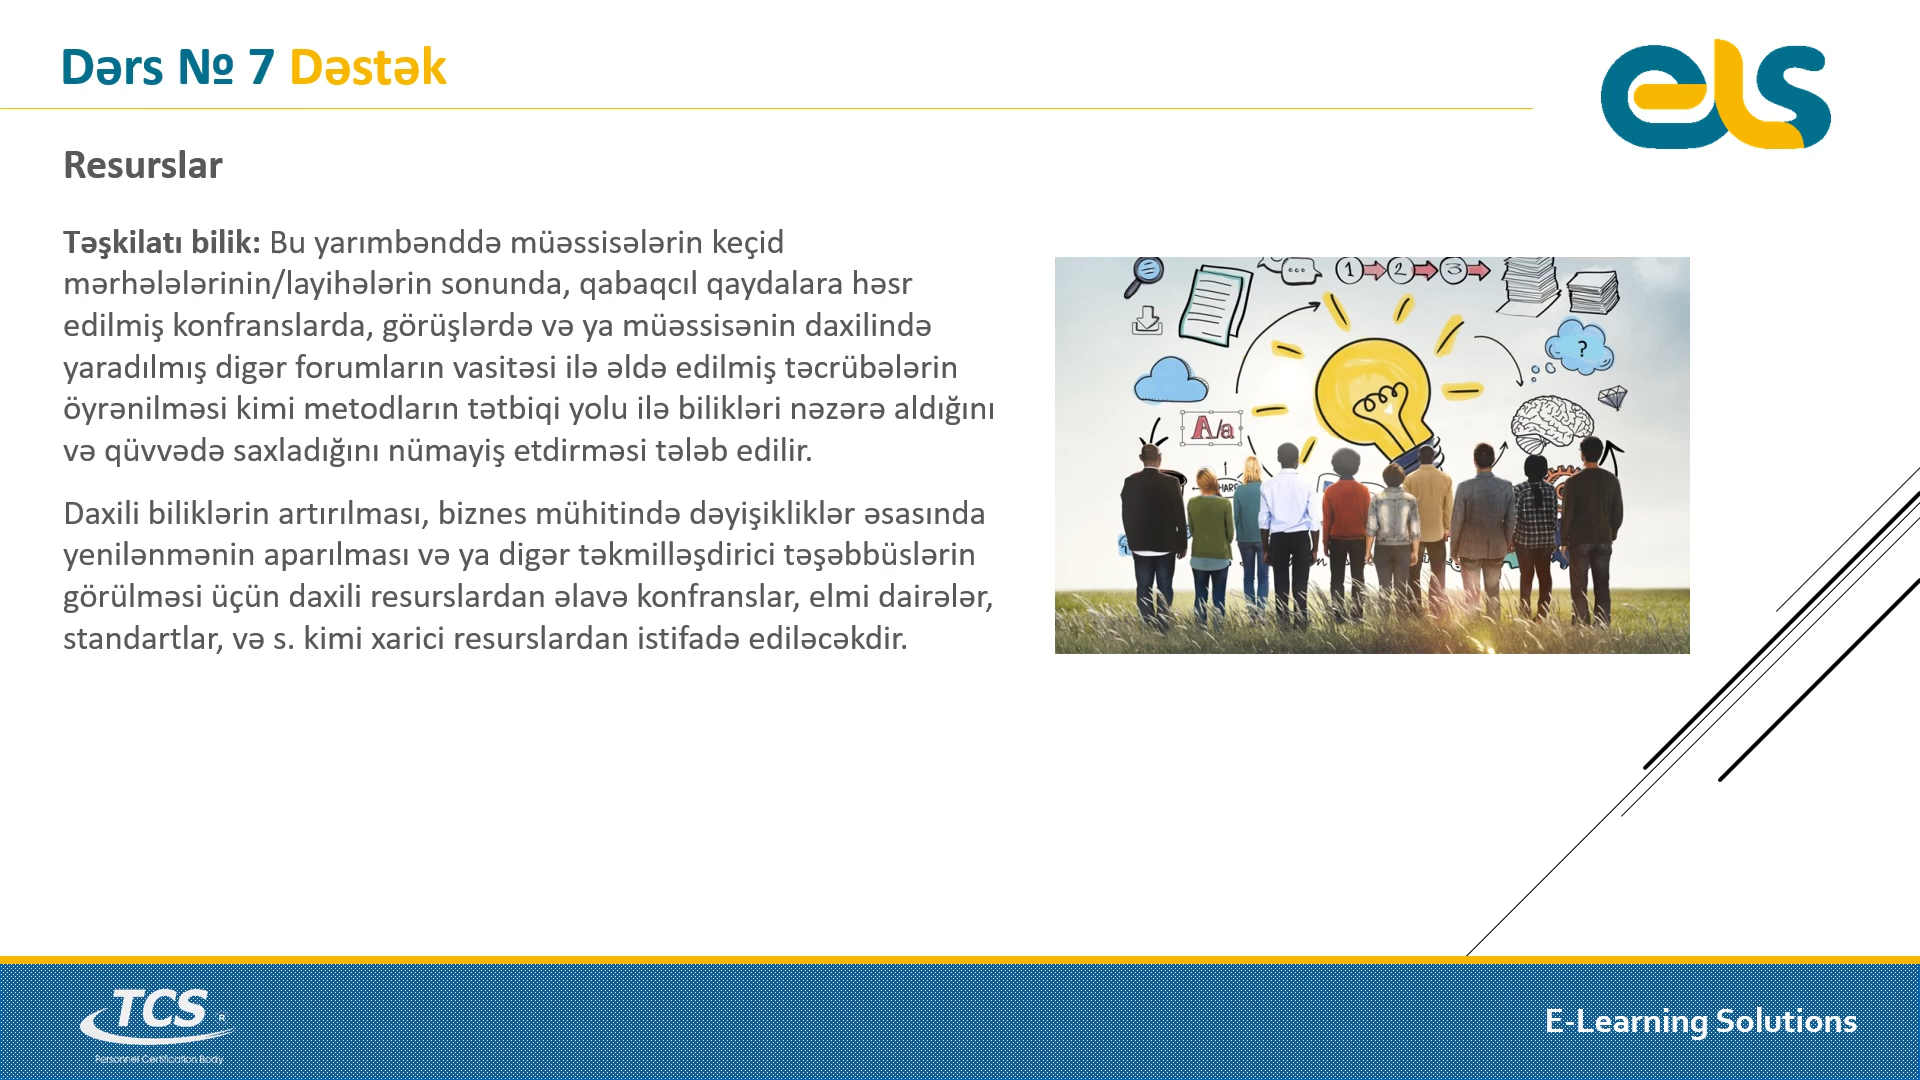 Dərs № 7 Dəstək
els
Resurslar
Təşkilatı bilik: Bu yarımbənddə müəssisələrin keçid
mərhələlərinin/layihələrin sonunda, qabaqcıl qaydalara həsr
edilmiş konfranslarda, görüşlərdə və ya müəssisənin daxilində
yaradılmış digər forumların vasitəsi ilə əldə edilmiş təcrübələrin
öyrənilməsi kimi metodların tətbiqi yolu ilə bilikləri nəzərə aldığını
və qüvvədə saxladığını nümayiş etdirməsi tələb edilir.
Daxili biliklərin artırılması, biznes mühitində dəyişikliklər əsasında
yenilənmənin aparılması və ya digər təkmilləşdirici təşəbbüslərin
görülməsi üçün daxili resurslardan əlavə konfranslar, elmi dairələr,
standartlar, və s. kimi xarici resurslardan istifadə ediləcəkdir.
1 2 3
?
A/a
TCS ®
Personnel Certification Body
E-Learning Solutions